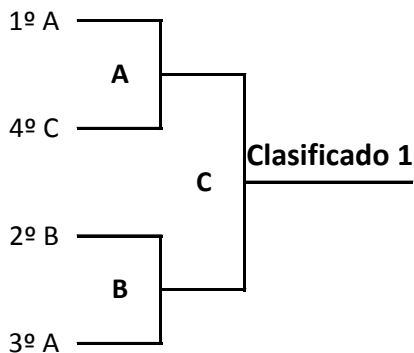 1º A
A
4º C
Clasificado 1
C
2º B
B
3º A